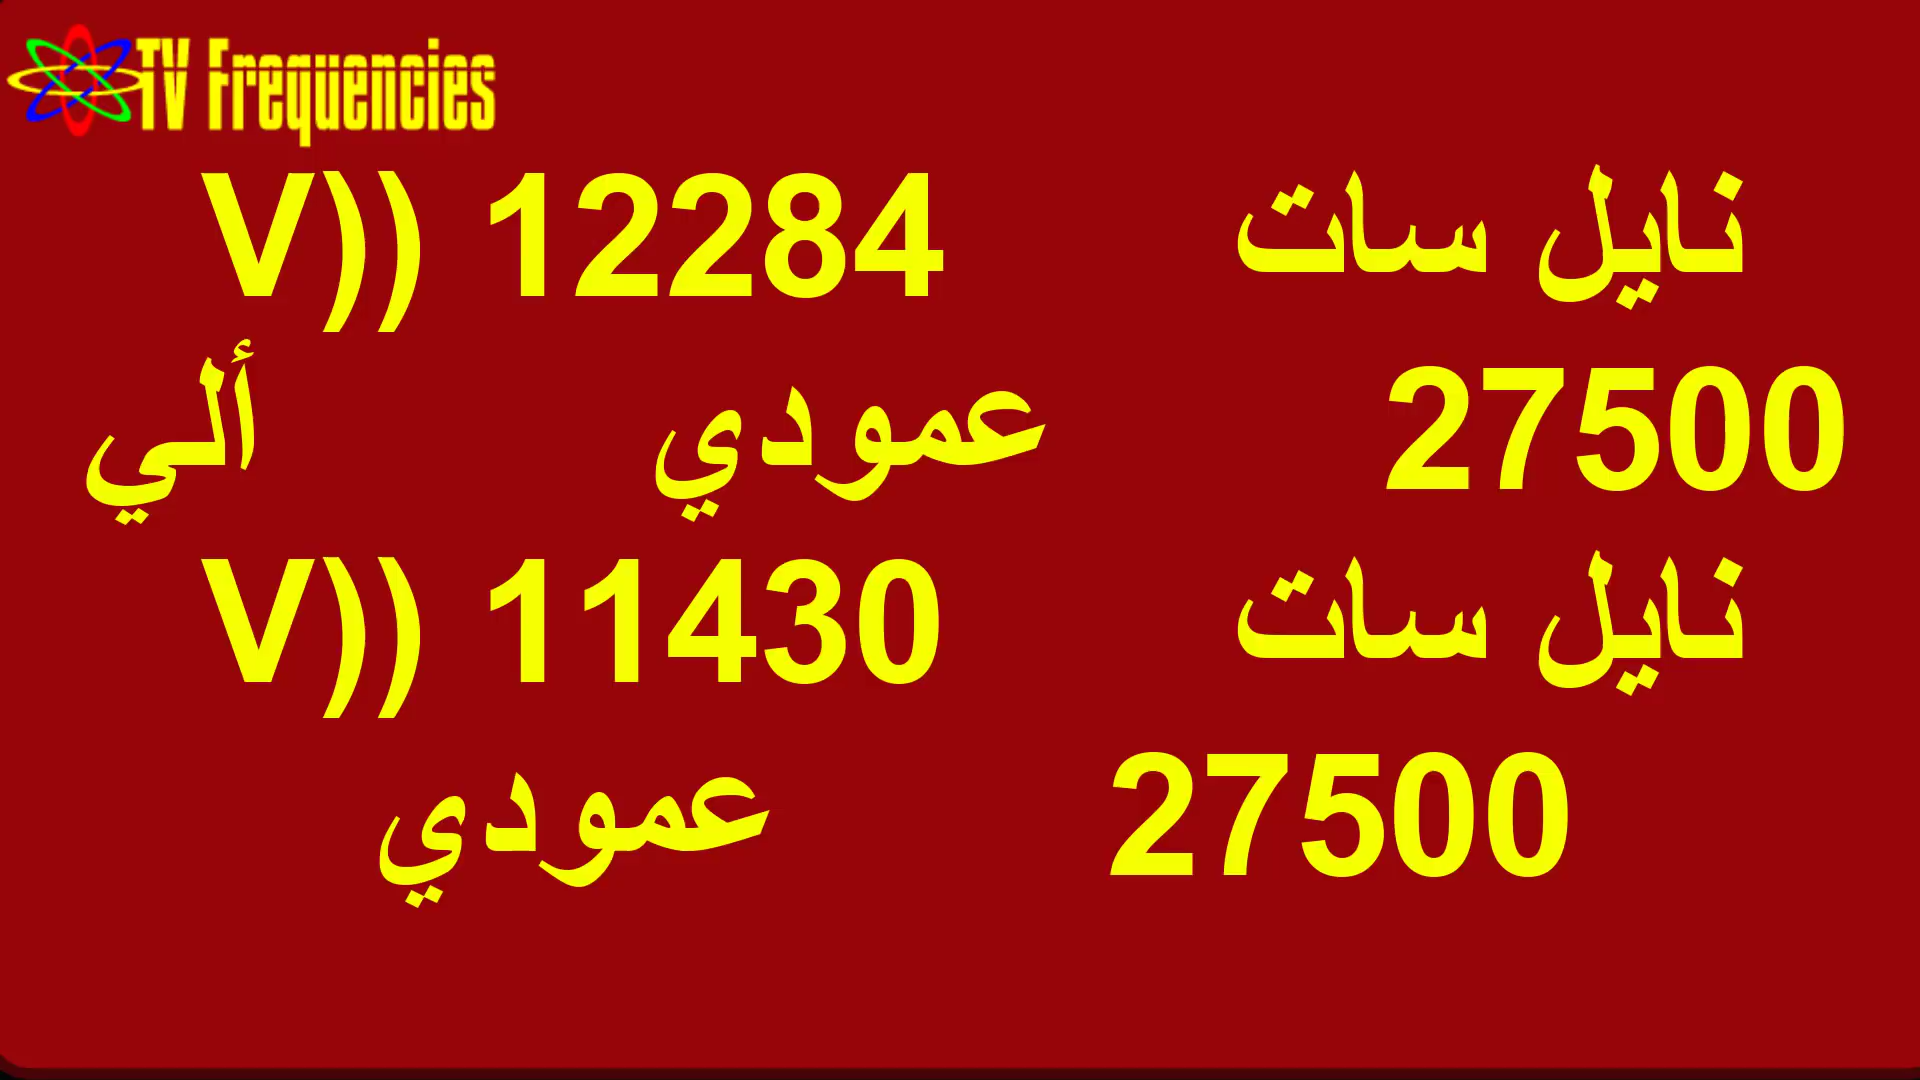 TV Frequencies
نايل سات 12284 ((V
27500 عمودي ألي
نايل سات 11430 ((V
27500 عمودي